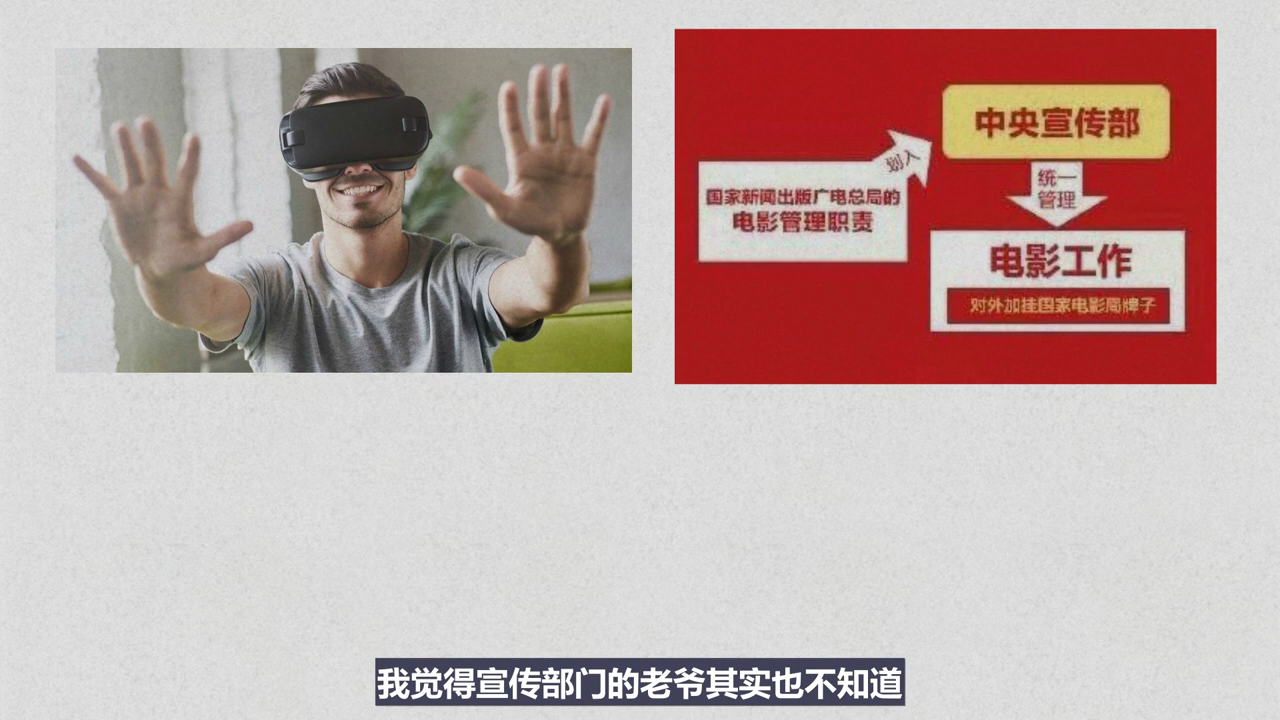 中央宣传部
划入
国家新闻出版广电总局的
电影管理职责
统一
管理
电影工作
对外加挂国家电影局牌子
我觉得宣传部门的老爷其实也不知道